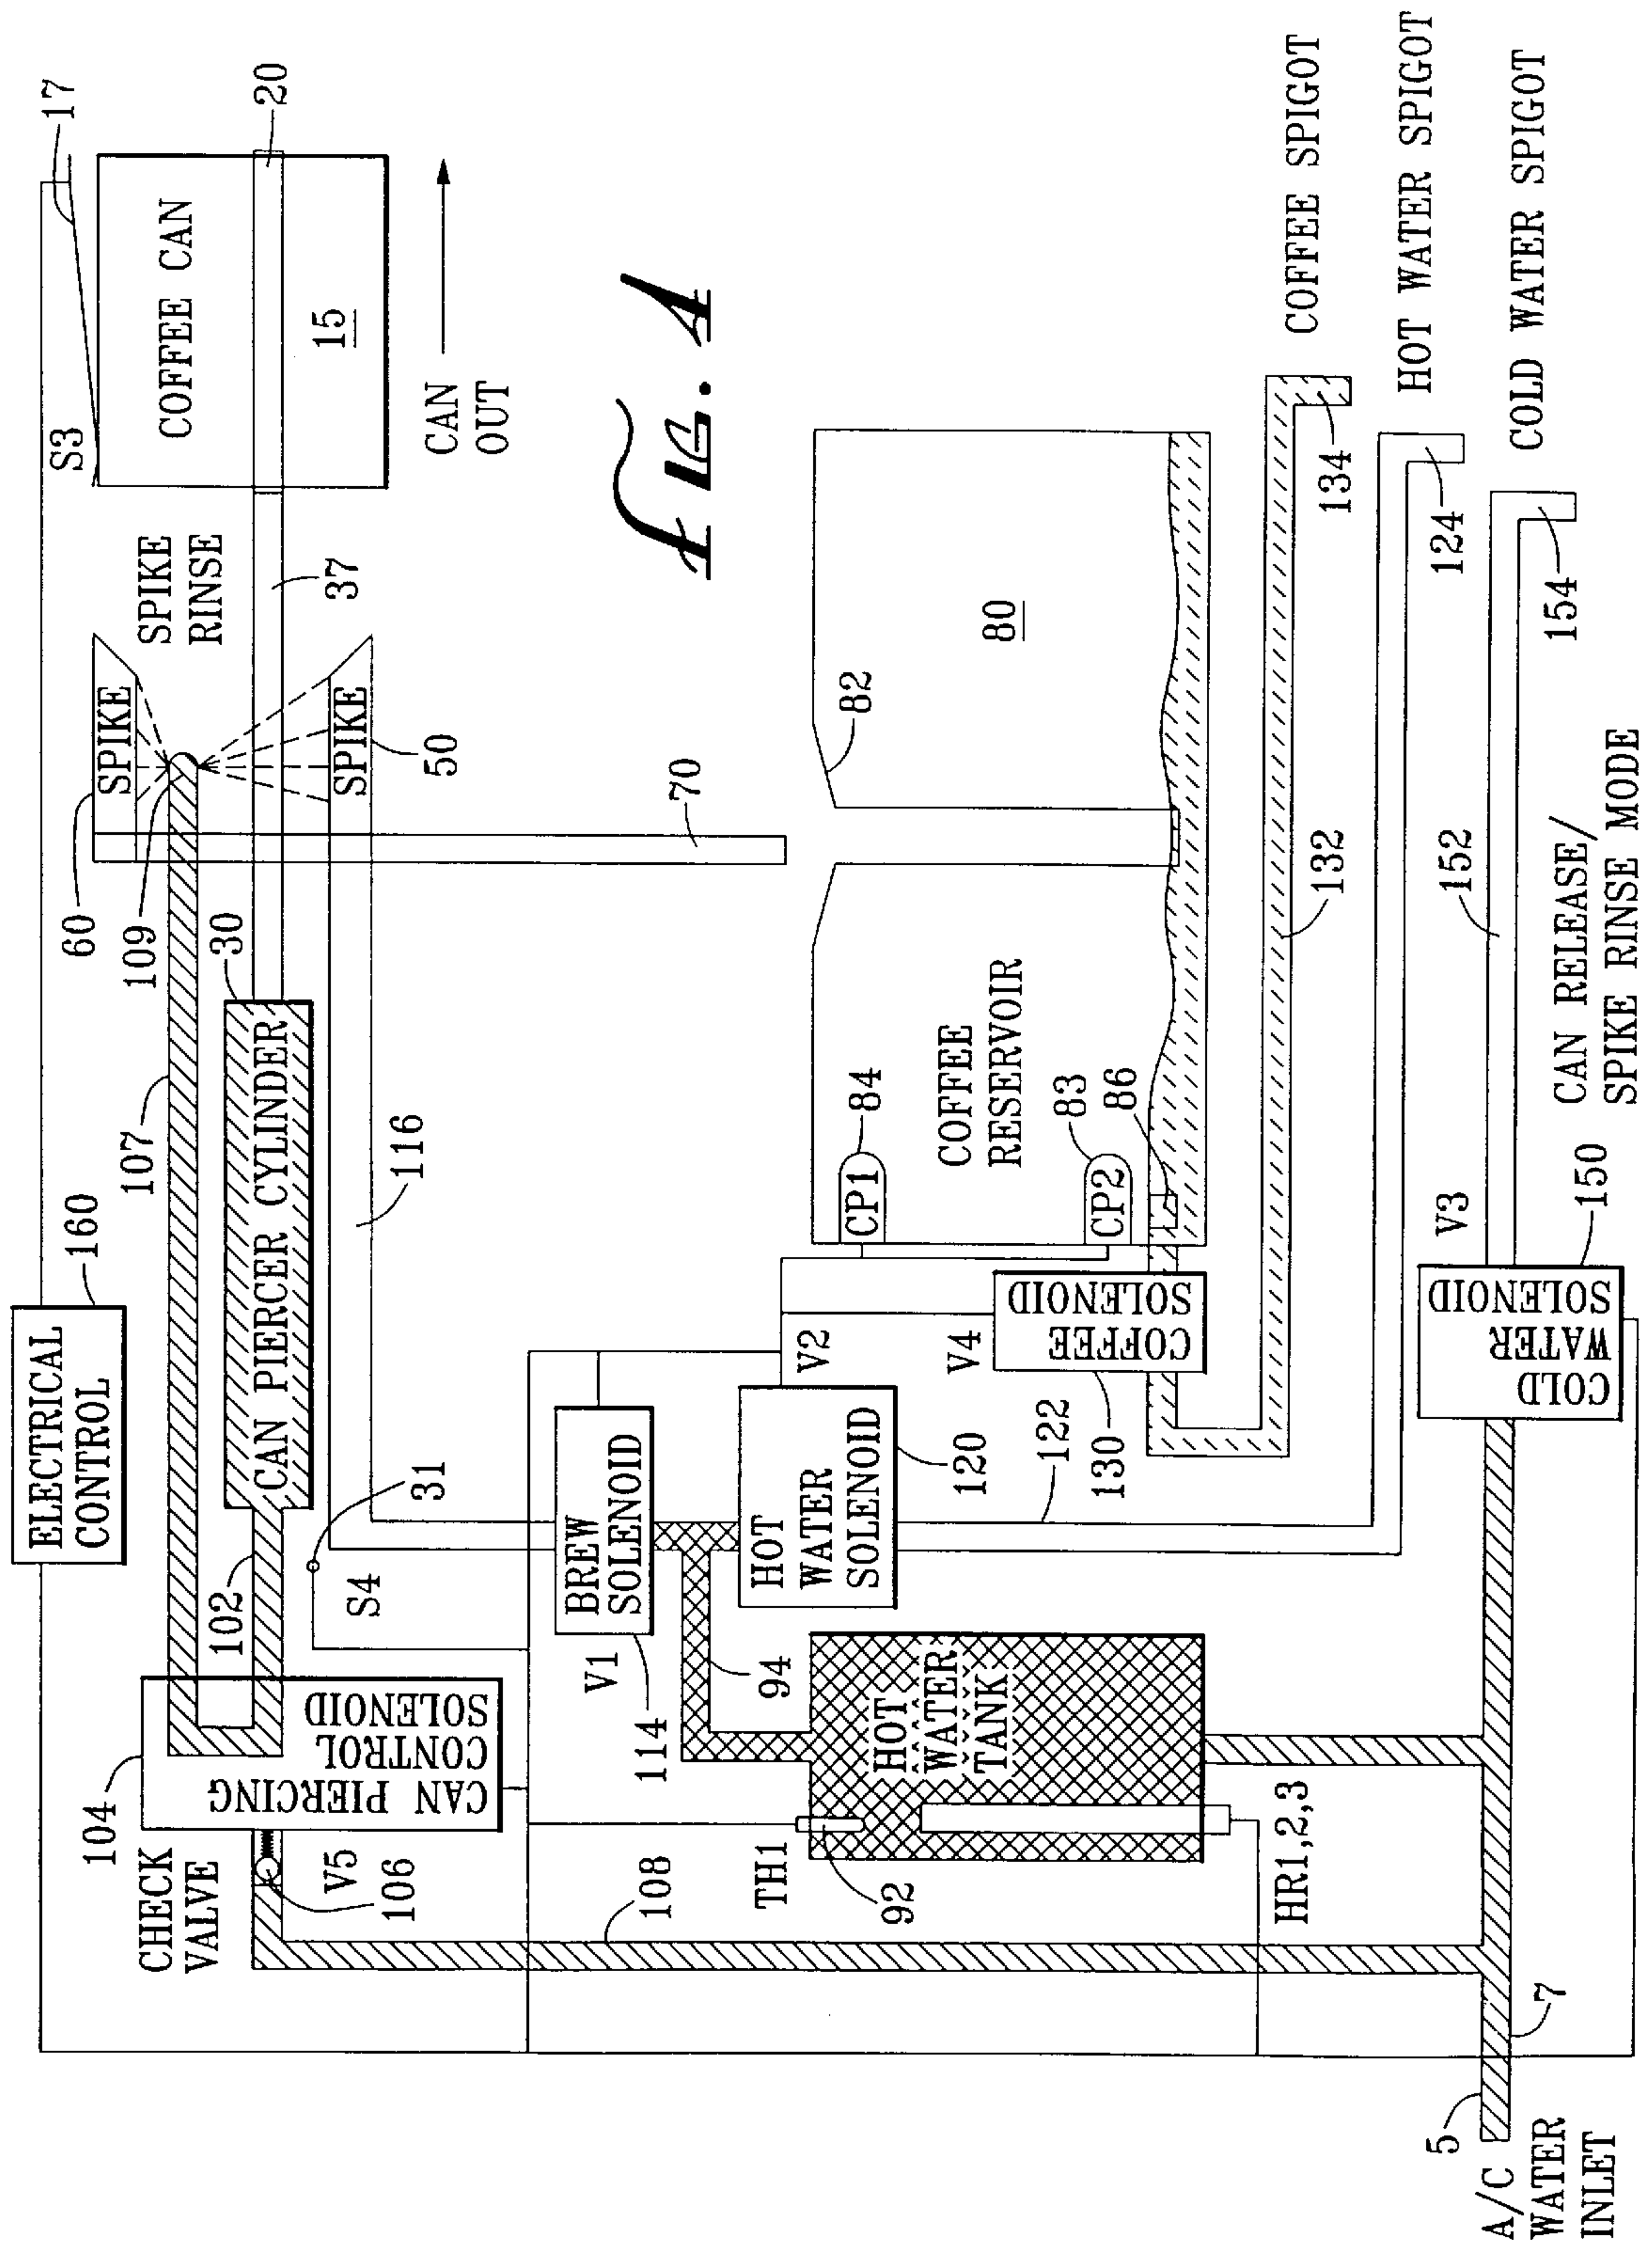 ELECTRICAL
CONTROL
160
17
S3
COFFEE CAN
15
20
CAN
OUT
SPIKE
RINSE
37
SPIKE
60
109
SPIKE
50
70
30
107
CAN PIERCER CYLINDER
102
116
31
S4
104
CAN PIERCING
CONTROL
SOLENOID
CHECK
VALVE
V5
106
108
BREW
SOLENOID
V1
114
94
HOT
WATER
SOLENOID
V2
120
122
HOT
WATER
TANK
TH1
92
HR1,2,3
COFFEE
SOLENOID
V4
130
CP1
84
CP2
83
86
COFFEE
RESERVOIR
80
82
132
134
COFFEE SPIGOT
124
HOT WATER SPIGOT
154
COLD WATER SPIGOT
152
COLD
WATER
SOLENOID
V3
150
CAN RELEASE/
SPIKE RINSE MODE
5
7
A/C
WATER
INLET
FIG. 4